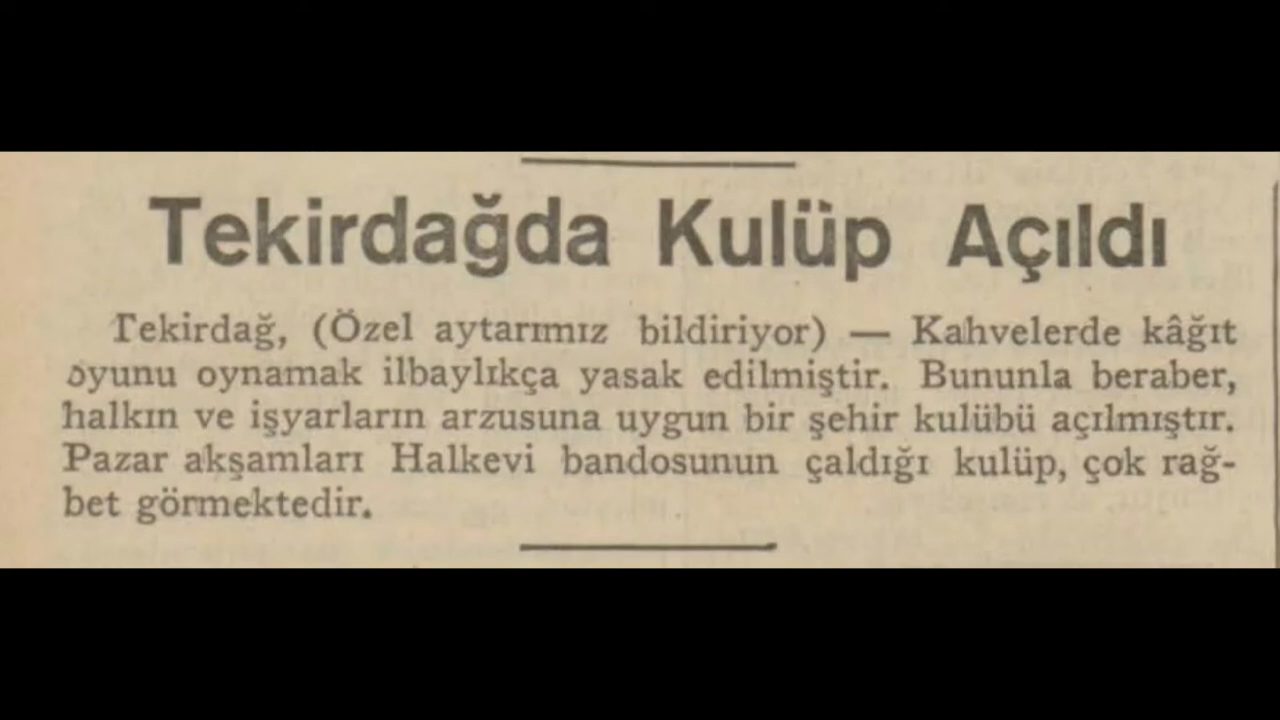 Tekirdağda Kulüp Açıldı
Tekirdağ, (Özel aytarımız bildiriyor) — Kahvelerde kâğıt
oyunu oynamak ilbaylıkça yasak edilmiştir. Bununla beraber,
halkın ve işyarların arzusuna uygun bir şehir kulübü açılmıştır.
Pazar akşamları Halkevi bandosunun çaldığı kulüp, çok rağ-
bet görmektedir.